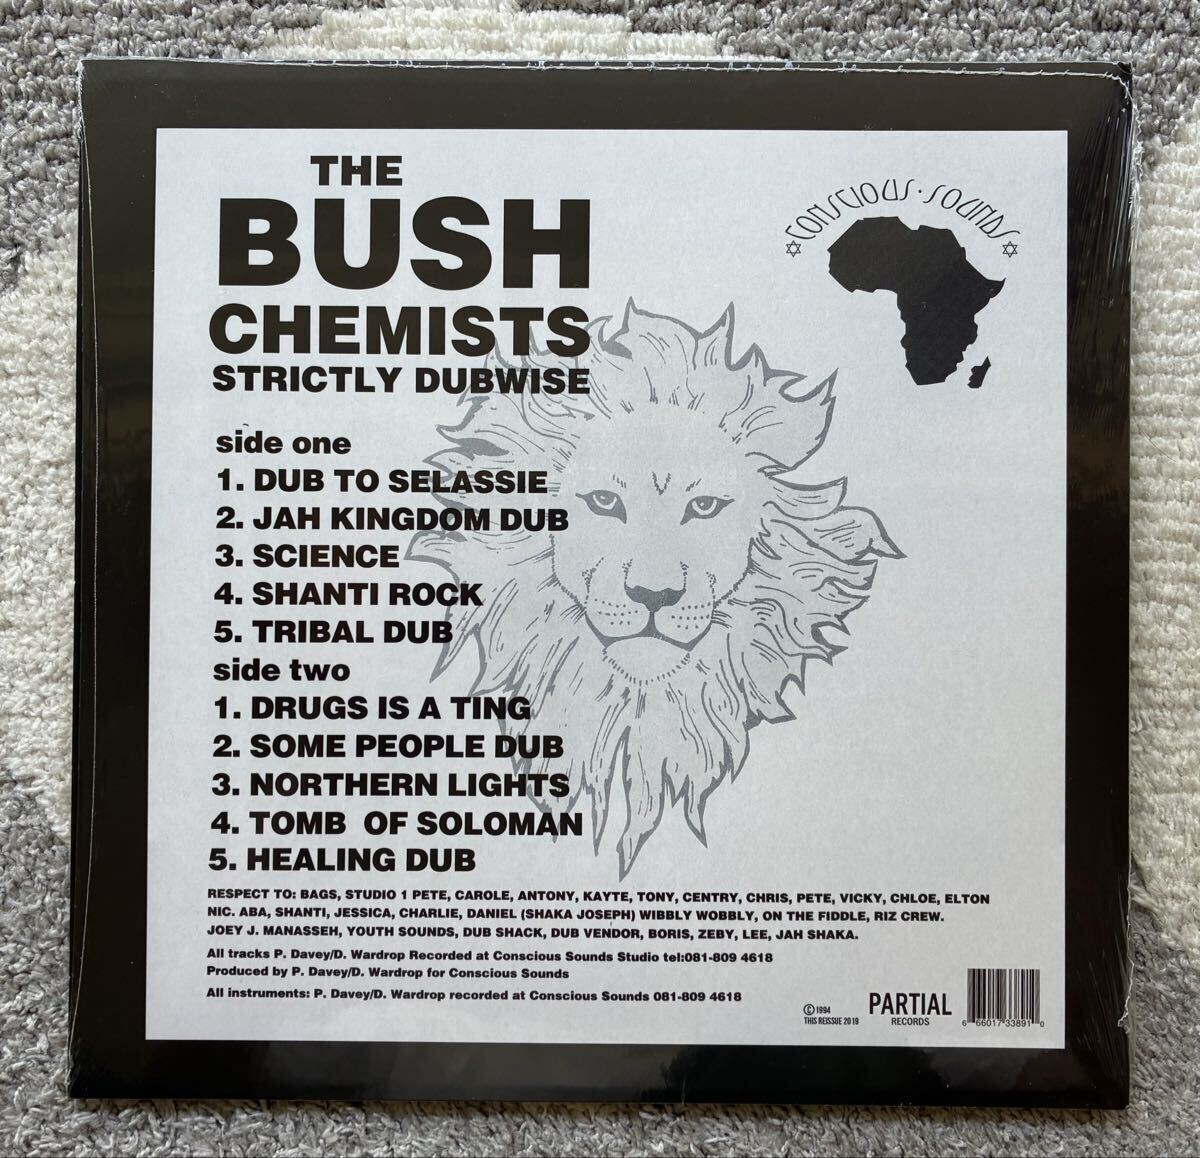 THE
BUSH
CHEMISTS
STRICTLY DUBWISE
CONSCIOUS · SOUNDS
side one
1. DUB TO SELASSIE
2. JAH KINGDOM DUB
3. SCIENCE
4. SHANTI ROCK
5. TRIBAL DUB
side two
1. DRUGS IS A TING
2. SOME PEOPLE DUB
3. NORTHERN LIGHTS
4. TOMB OF SOLOMAN
5. HEALING DUB
RESPECT TO: BAGS, STUDIO 1 PETE, CAROLE, ANTONY, KAYTE, TONY, CENTRY, CHRIS, PETE, VICKY, CHLOE, ELTON
NIC. ABA, SHANTI, JESSICA, CHARLIE, DANIEL (SHAKA JOSEPH) WIBBLY WOBBLY, ON THE FIDDLE, RIZ CREW.
JOEY J. MANASSEH, YOUTH SOUNDS, DUB SHACK, DUB VENDOR, BORIS, ZEBY, LEE, JAH SHAKA.
All tracks P. Davey/D. Wardrop Recorded at Conscious Sounds Studio tel:081-809 4618
Produced by P. Davey/D. Wardrop for Conscious Sounds
All instruments: P. Davey/D. Wardrop recorded at Conscious Sounds 081-809 4618
© 1994
THIS REISSUE 2019
PARTIAL
RECORDS
6 66017 33891 0